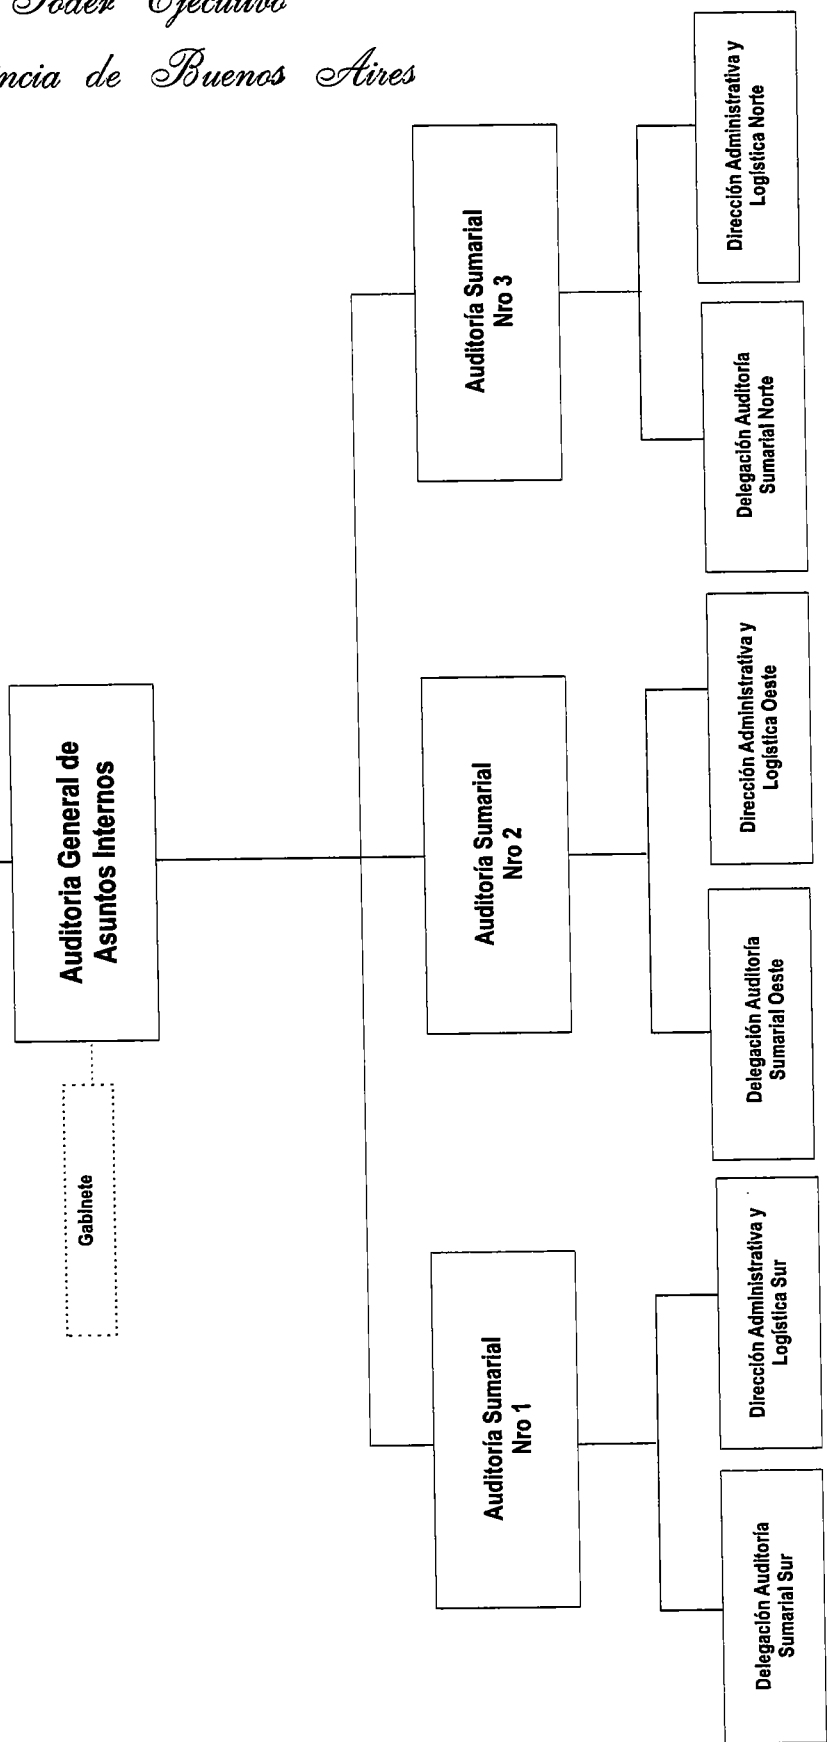 Poder Ejecutivo
ncia de Buenos Aires
Auditoria General de
Asuntos Internos
Gabinete
Auditoría Sumarial
Nro 1
Auditoría Sumarial
Nro 2
Auditoría Sumarial
Nro 3
Delegación Auditoría
Sumarial Sur
Dirección Administrativa y
Logística Sur
Delegación Auditoría
Sumarial Oeste
Dirección Administrativa y
Logística Oeste
Delegación Auditoría
Sumarial Norte
Dirección Administrativa y
Logística Norte